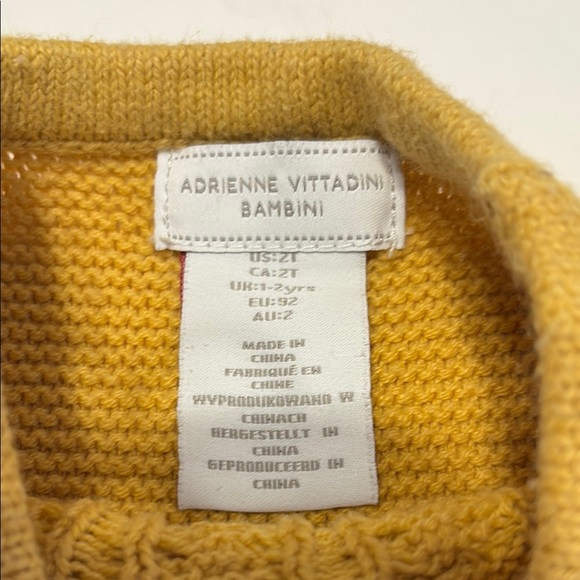 ADRIENNE VITTADINI
BAMBINI
US:2T
CA:2T
UK:1-2yrs
EU:92
AU:2
MADE IN
CHINA
FABRIQUÉ EN
CHINE
WYPRODUKOWANO W
CHINACH
HERGESTELLT IN
CHINA
GEPRODUCEERD IN
CHINA